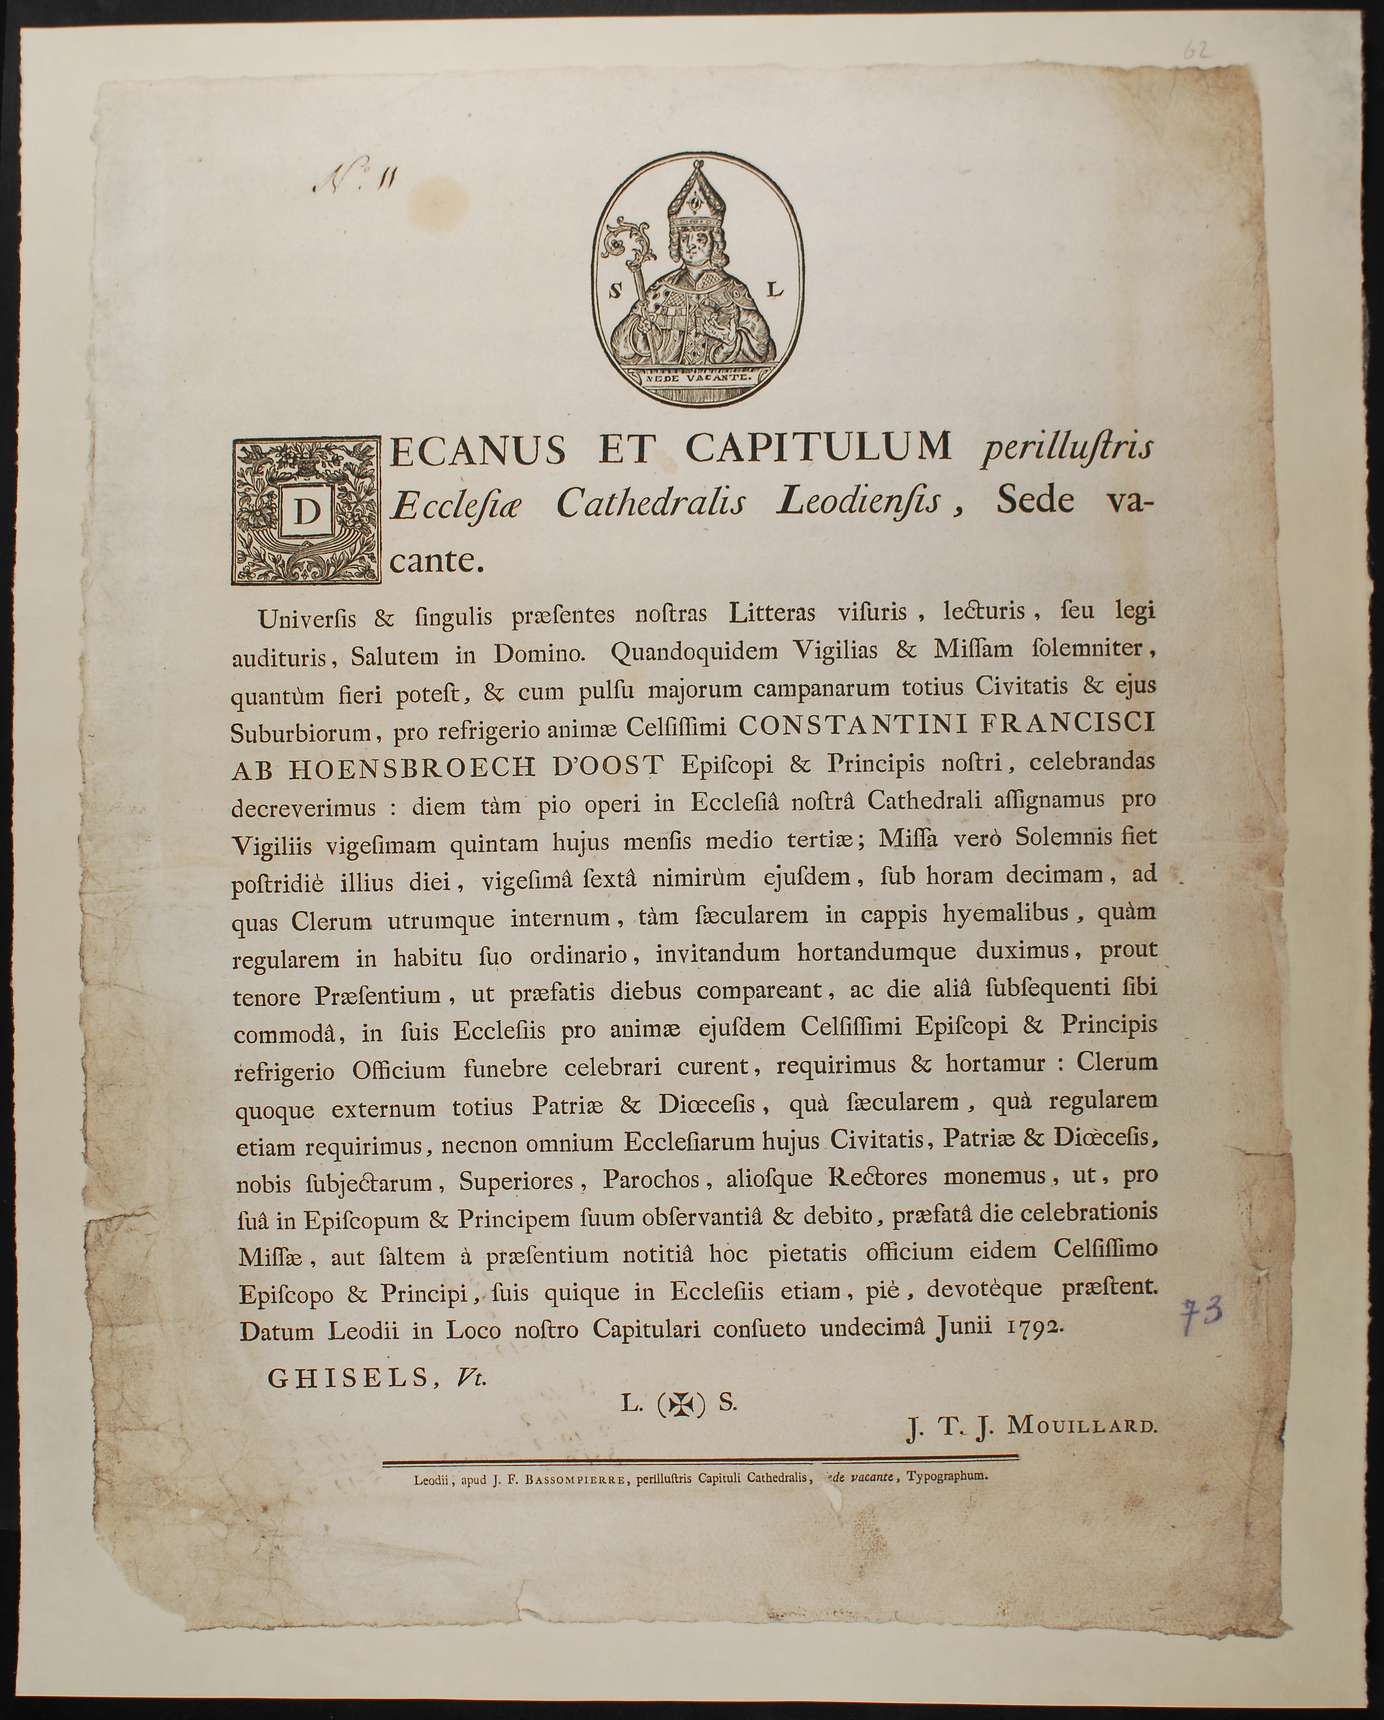 62
Nº. 11
S L
SEDE VACANTE.
DECANUS ET CAPITULUM perilluſtris
Eccleſiæ Cathedralis Leodienſis, Sede va-
cante.
Univerſis & ſingulis præſentes noſtras Litteras viſuris, lecturis, ſeu legi
audituris, Salutem in Domino. Quandoquidem Vigilias & Miſſam ſolemniter,
quantùm fieri poteſt, & cum pulſu majorum campanarum totius Civitatis & ejus
Suburbiorum, pro refrigerio animæ Celſiſſimi CONSTANTINI FRANCISCI
AB HOENSBROECH D'OOST Epiſcopi & Principis noſtri, celebrandas
decreverimus : diem tàm pio operi in Eccleſiâ noſtrâ Cathedrali aſſignamus pro
Vigiliis vigeſimam quintam hujus menſis medio tertiæ; Miſſa verò Solemnis fiet
poſtridiè illius diei, vigeſimâ ſextâ nimirùm ejuſdem, ſub horam decimam, ad
quas Clerum utrumque internum, tàm ſæcularem in cappis hyemalibus, quàm
regularem in habitu ſuo ordinario, invitandum hortandumque duximus, prout
tenore Præſentium, ut præfatis diebus compareant, ac die aliâ ſubſequenti ſibi
commodâ, in ſuis Eccleſiis pro animæ ejuſdem Celſiſſimi Epiſcopi & Principis
refrigerio Officium funebre celebrari curent, requirimus & hortamur : Clerum
quoque externum totius Patriæ & Diœceſis, quà ſæcularem, quà regularem
etiam requirimus, necnon omnium Eccleſiarum hujus Civitatis, Patriæ & Diœceſis,
nobis ſubjectarum, Superiores, Parochos, alioſque Rectores monemus, ut, pro
ſuâ in Epiſcopum & Principem ſuum obſervantiâ & debito, præfatâ die celebrationis
Miſſæ, aut ſaltem à præſentium notitiâ hoc pietatis officium eidem Celſiſſimo
Epiſcopo & Principi, ſuis quique in Eccleſiis etiam, piè, devotèque præſtent.
Datum Leodii in Loco noſtro Capitulari conſueto undecimâ Junii 1792.
73
GHISELS, Vt.
L. (✠) S.
J. T. J. MOUILLARD.
Leodii, apud J. F. BASSOMPIERRE, perilluſtris Capituli Cathedralis, ede vacante, Typographum.